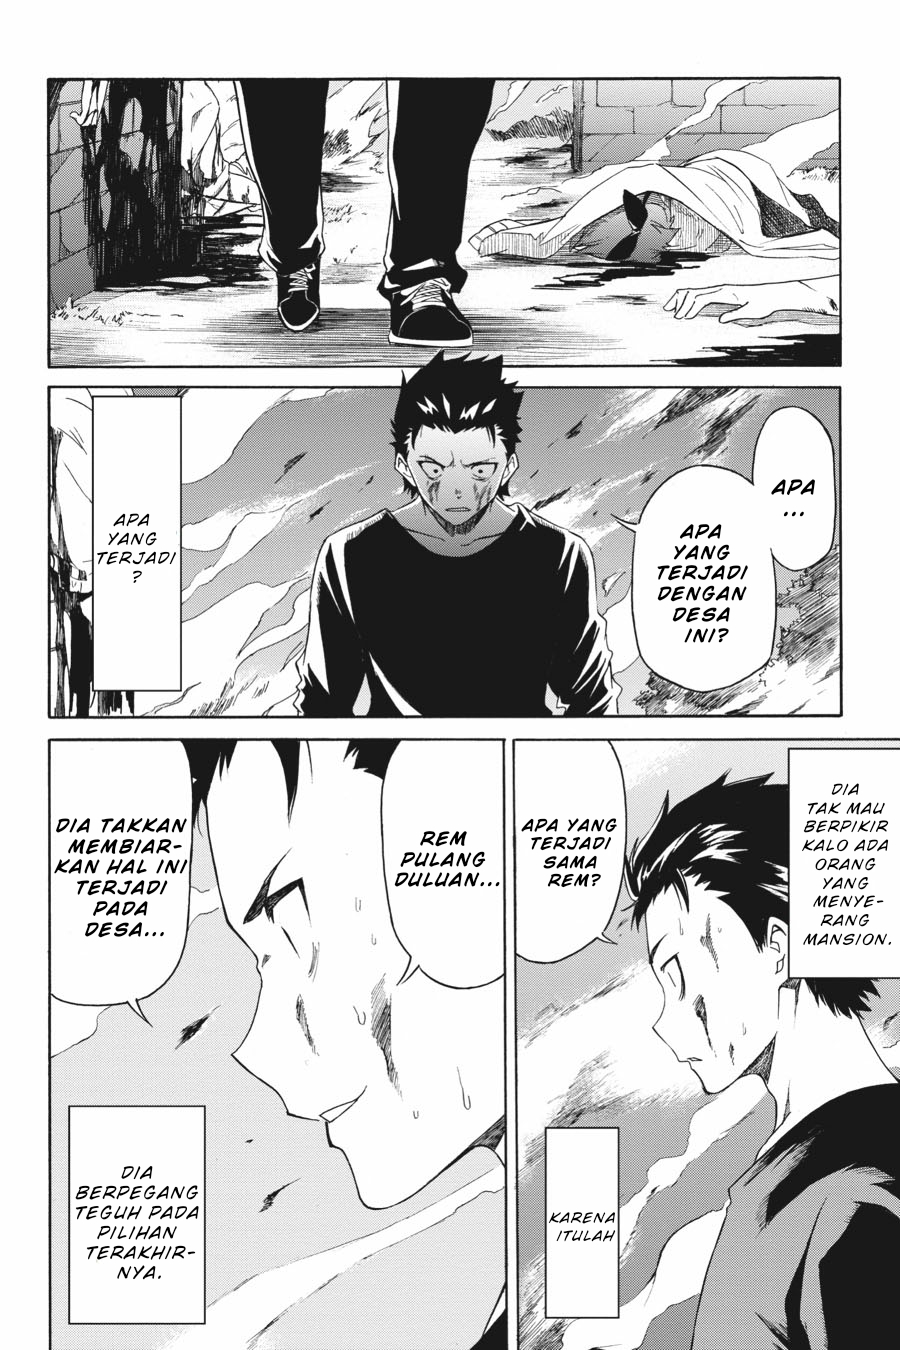 APA
...
APA
YANG
TERJADI
DENGAN
DESA
INI?
APA
YANG
TERJADI
?
DIA
TAK MAU
BERPIKIR
KALO ADA
ORANG
YANG
MENYE-
RANG
MANSION.
APA YANG
TERJADI
SAMA
REM?
KARENA
ITULAH
REM
PULANG
DULUAN...
DIA TAKKAN
MEMBIAR-
KAN HAL INI
TERJADI
PADA
DESA...
DIA
BERPEGANG
TEGUH PADA
PILIHAN
TERAKHIR-
NYA.